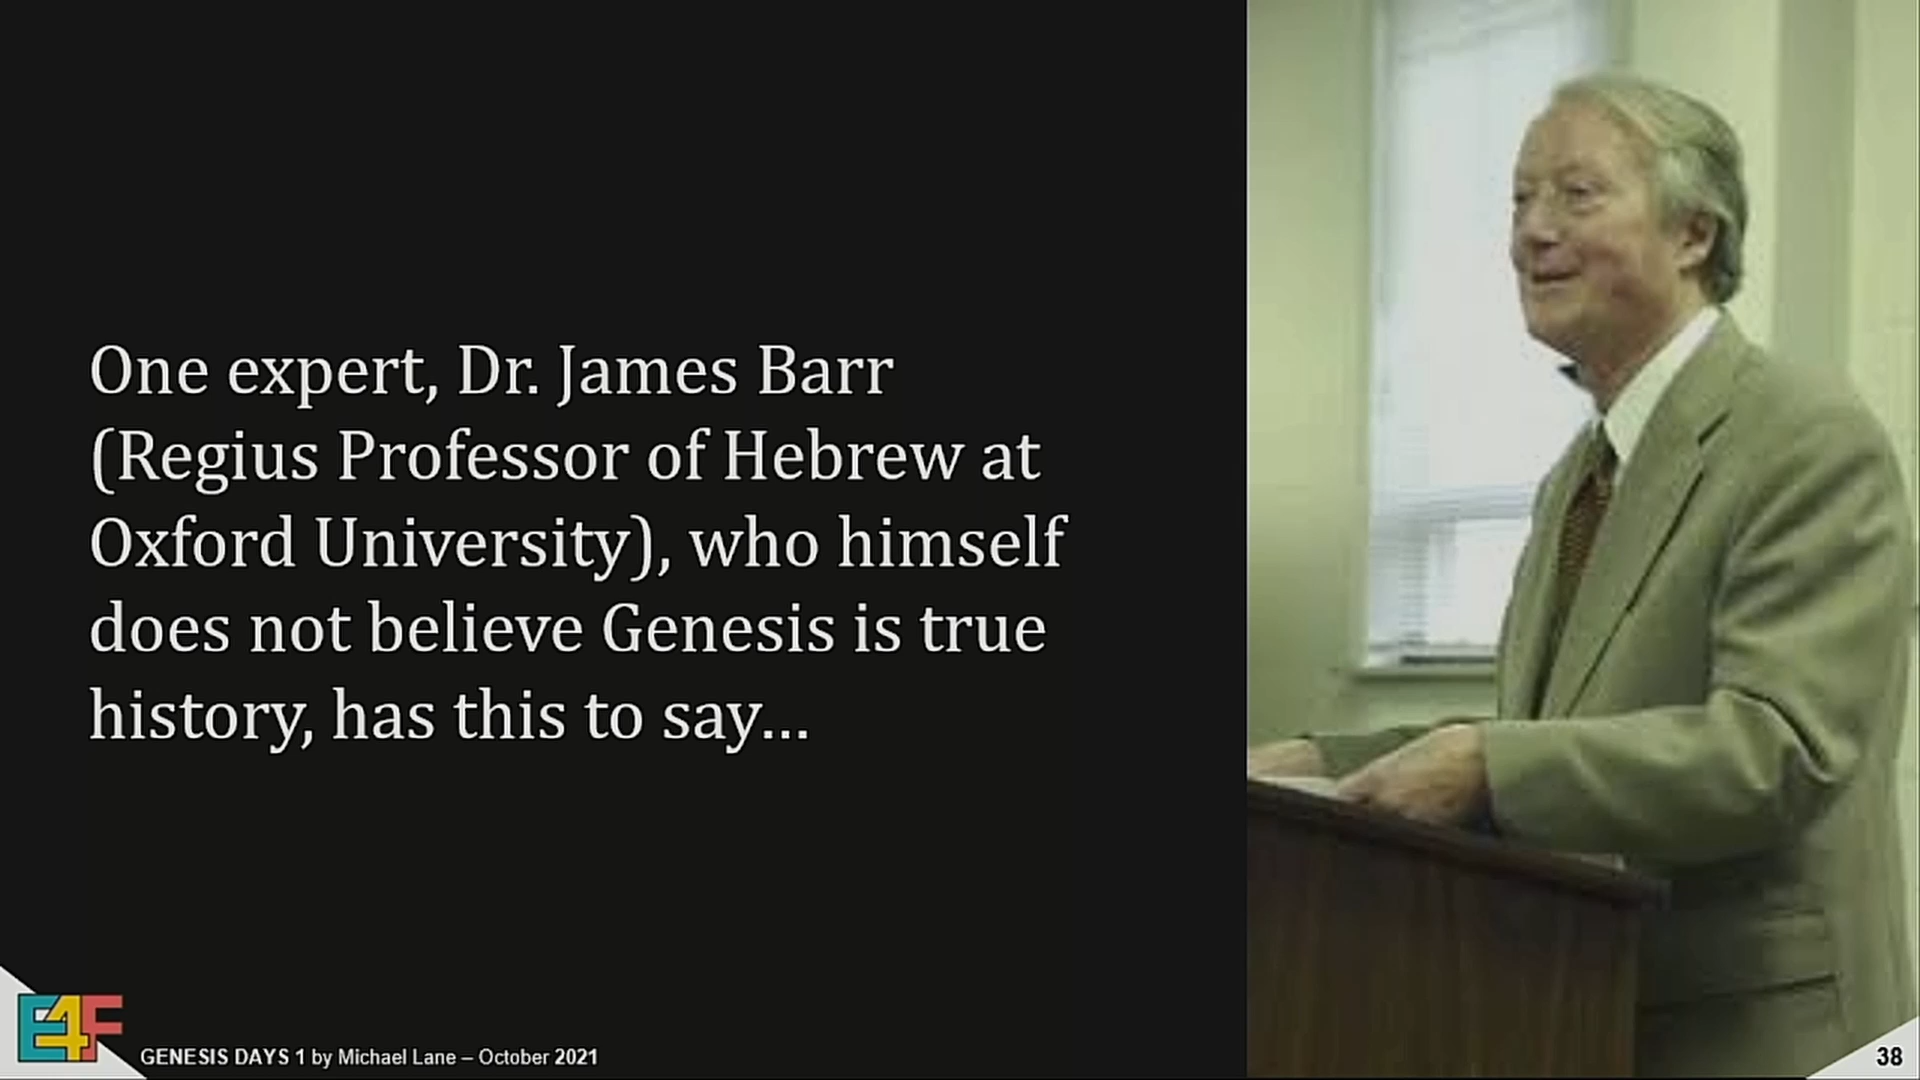 One expert, Dr. James Barr
(Regius Professor of Hebrew at
Oxford University), who himself
does not believe Genesis is true
history, has this to say...
E4F
GENESIS DAYS 1 by Michael Lane – October 2021
38